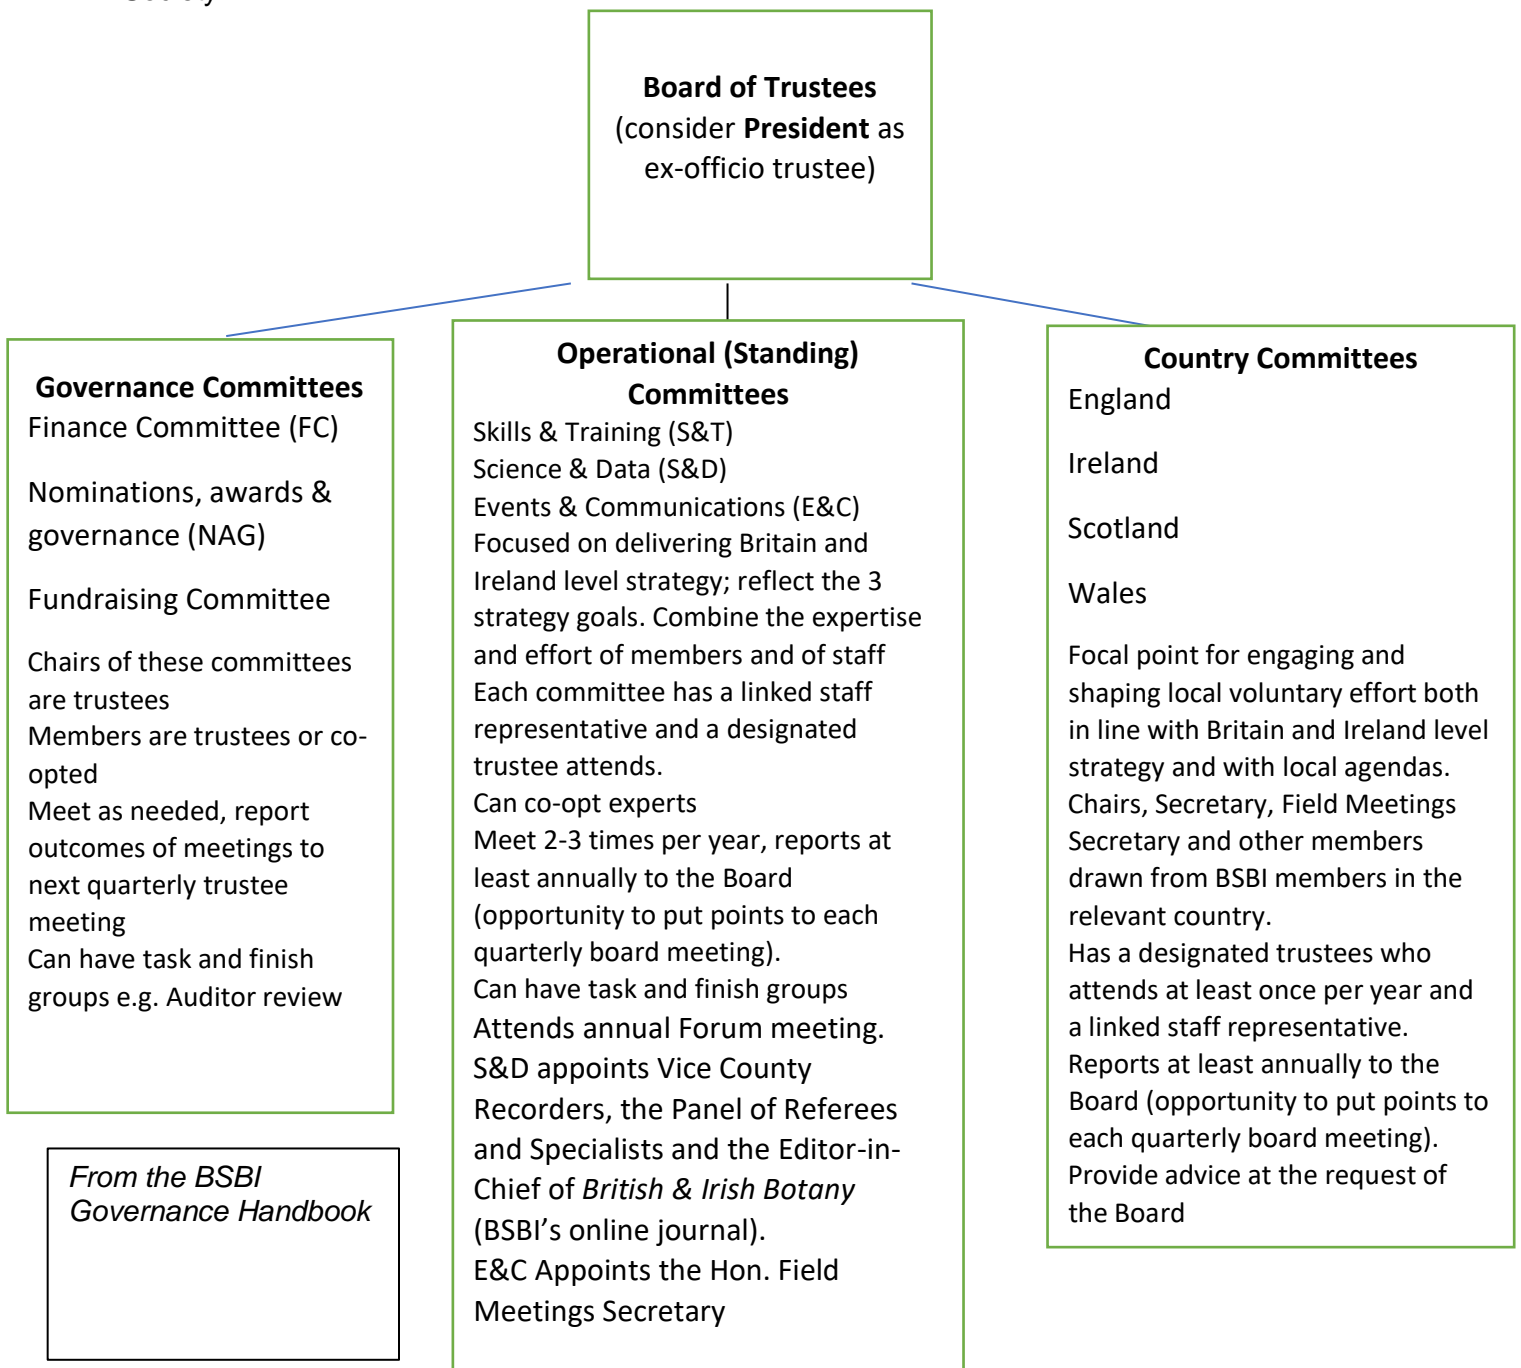 Board of Trustees
(consider President as
ex-officio trustee)
Governance Committees
Finance Committee (FC)
Nominations, awards &
governance (NAG)
Fundraising Committee
Chairs of these committees
are trustees
Members are trustees or co-
opted
Meet as needed, report
outcomes of meetings to
next quarterly trustee
meeting
Can have task and finish
groups e.g. Auditor review
From the BSBI
Governance Handbook
Operational (Standing)
Committees
Skills & Training (S&T)
Science & Data (S&D)
Events & Communications (E&C)
Focused on delivering Britain and
Ireland level strategy; reflect the 3
strategy goals. Combine the expertise
and effort of members and of staff
Each committee has a linked staff
representative and a designated
trustee attends.
Can co-opt experts
Meet 2-3 times per year, reports at
least annually to the Board
(opportunity to put points to each
quarterly board meeting).
Can have task and finish groups
Attends annual Forum meeting.
S&D appoints Vice County
Recorders, the Panel of Referees
and Specialists and the Editor-in-
Chief of British & Irish Botany
(BSBI’s online journal).
E&C Appoints the Hon. Field
Meetings Secretary
Country Committees
England
Ireland
Scotland
Wales
Focal point for engaging and
shaping local voluntary effort both
in line with Britain and Ireland level
strategy and with local agendas.
Chairs, Secretary, Field Meetings
Secretary and other members
drawn from BSBI members in the
relevant country.
Has a designated trustees who
attends at least once per year and
a linked staff representative.
Reports at least annually to the
Board (opportunity to put points to
each quarterly board meeting).
Provide advice at the request of
the Board